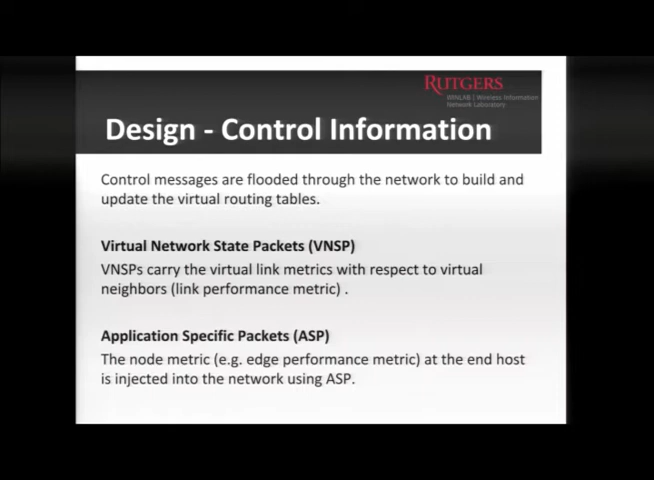 RUTGERS
WINLAB | Wireless Information
Network Laboratory
Design - Control Information
Control messages are flooded through the network to build and
update the virtual routing tables.
Virtual Network State Packets (VNSP)
VNSPs carry the virtual link metrics with respect to virtual
neighbors (link performance metric) .
Application Specific Packets (ASP)
The node metric (e.g. edge performance metric) at the end host
is injected into the network using ASP.